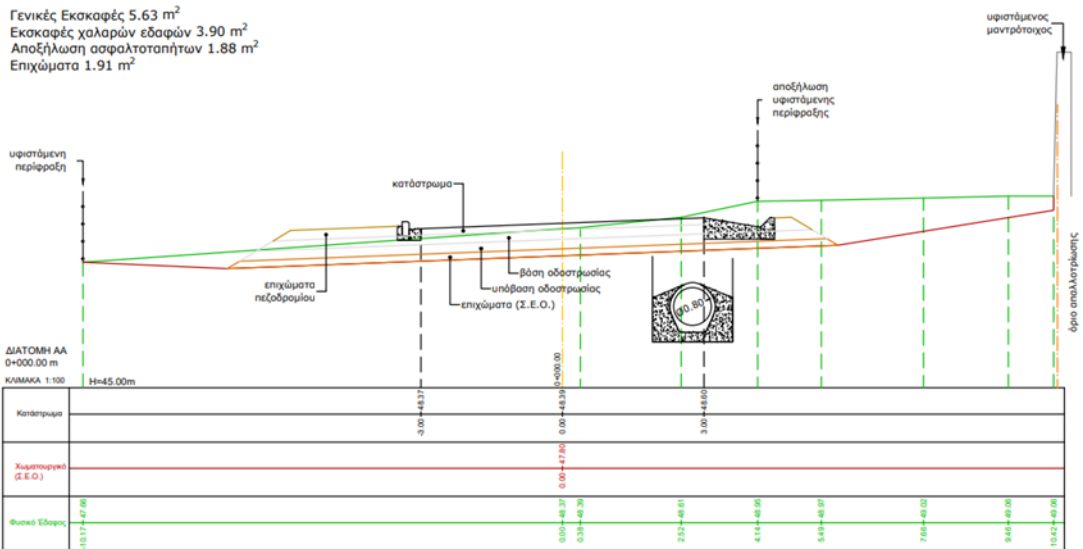 Γενικές Εκσκαφές 5.63 m²
Εκσκαφές χαλαρών εδαφών 3.90 m²
Αποξήλωση ασφαλτοταπήτων 1.88 m²
Επιχώματα 1.91 m²
υφιστάμενος
μαντρότοιχος
αποξήλωση
υφιστάμενης
περίφραξης
υφιστάμενη
περίφραξη
κατάστρωμα
βάση οδοστρωσίας
υπόβαση οδοστρωσίας
επιχώματα (Σ.Ε.Ο.)
επιχώματα
πεζοδρομίου
Ø0.80
όριο απαλλοτρίωσης
ΔΙΑΤΟΜΗ ΑΑ
0+000.00 m
ΚΛΙΜΑΚΑ 1:100
H=45.00m
0+000.00
Κατάστρωμα
-3.00 48.37
0.00 48.39
3.00 48.60
Χωματουργικά
(Σ.Ε.Ο.)
0.00 47.80
Φυσικό Έδαφος
-10.17 47.66
0.00 48.37
0.38 48.39
2.52 48.61
4.14 48.95
5.49 48.97
7.66 49.02
9.46 49.06
10.42 49.06